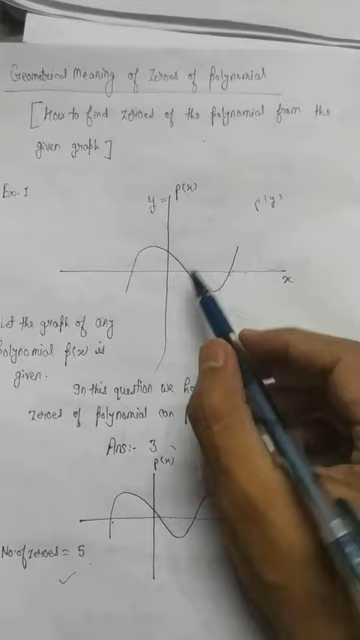 Geometrical Meaning of Zeroes of Polynomial
[How to find zeroes of the polynomial from the
given graph]
Ex-1
y = p(x)
p(y)
x
Let the graph of any
polynomial p(x) is
given.
In this question we
zeroes of polynomial can
Ans:- 3
p(x)
No. of zeroes = 5